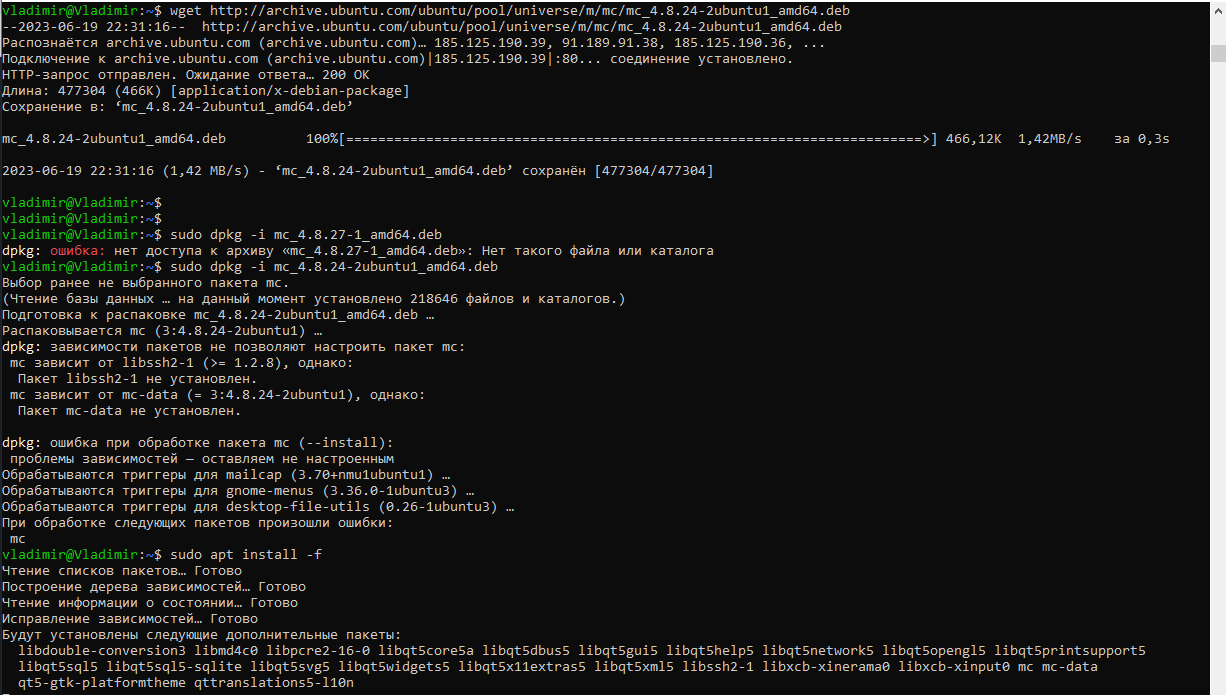 vladimir@Vladimir:~$ wget http://archive.ubuntu.com/ubuntu/pool/universe/m/mc/mc_4.8.24-2ubuntu1_amd64.deb
--2023-06-19 22:31:16--  http://archive.ubuntu.com/ubuntu/pool/universe/m/mc/mc_4.8.24-2ubuntu1_amd64.deb
Распознаётся archive.ubuntu.com (archive.ubuntu.com)… 185.125.190.39, 91.189.91.38, 185.125.190.36, ...
Подключение к archive.ubuntu.com (archive.ubuntu.com)|185.125.190.39|:80... соединение установлено.
HTTP-запрос отправлен. Ожидание ответа… 200 OK
Длина: 477304 (466K) [application/x-debian-package]
Сохранение в: ‘mc_4.8.24-2ubuntu1_amd64.deb’
mc_4.8.24-2ubuntu1_amd64.deb          100%[========================================================================>] 466,12K  1,42MB/s    за 0,3s
2023-06-19 22:31:16 (1,42 MB/s) - ‘mc_4.8.24-2ubuntu1_amd64.deb’ сохранён [477304/477304]
vladimir@Vladimir:~$
vladimir@Vladimir:~$
vladimir@Vladimir:~$ sudo dpkg -i mc_4.8.27-1_amd64.deb
dpkg: ошибка: нет доступа к архиву «mc_4.8.27-1_amd64.deb»: Нет такого файла или каталога
vladimir@Vladimir:~$ sudo dpkg -i mc_4.8.24-2ubuntu1_amd64.deb
Выбор ранее не выбранного пакета mc.
(Чтение базы данных … на данный момент установлено 218646 файлов и каталогов.)
Подготовка к распаковке mc_4.8.24-2ubuntu1_amd64.deb …
Распаковывается mc (3:4.8.24-2ubuntu1) …
dpkg: зависимости пакетов не позволяют настроить пакет mc:
 mc зависит от libssh2-1 (>= 1.2.8), однако:
  Пакет libssh2-1 не установлен.
 mc зависит от mc-data (= 3:4.8.24-2ubuntu1), однако:
  Пакет mc-data не установлен.
dpkg: ошибка при обработке пакета mc (--install):
 проблемы зависимостей — оставляем не настроенным
Обрабатываются триггеры для mailcap (3.70+nmu1ubuntu1) …
Обрабатываются триггеры для gnome-menus (3.36.0-1ubuntu3) …
Обрабатываются триггеры для desktop-file-utils (0.26-1ubuntu3) …
При обработке следующих пакетов произошли ошибки:
 mc
vladimir@Vladimir:~$ sudo apt install -f
Чтение списков пакетов… Готово
Построение дерева зависимостей… Готово
Чтение информации о состоянии… Готово
Исправление зависимостей… Готово
Будут установлены следующие дополнительные пакеты:
  libdouble-conversion3 libmd4c0 libpcre2-16-0 libqt5core5a libqt5dbus5 libqt5gui5 libqt5help5 libqt5network5 libqt5opengl5 libqt5printsupport5
  libqt5sql5 libqt5sql5-sqlite libqt5svg5 libqt5widgets5 libqt5x11extras5 libqt5xml5 libssh2-1 libxcb-xinerama0 libxcb-xinput0 mc mc-data
  qt5-gtk-platformtheme qttranslations5-l10n